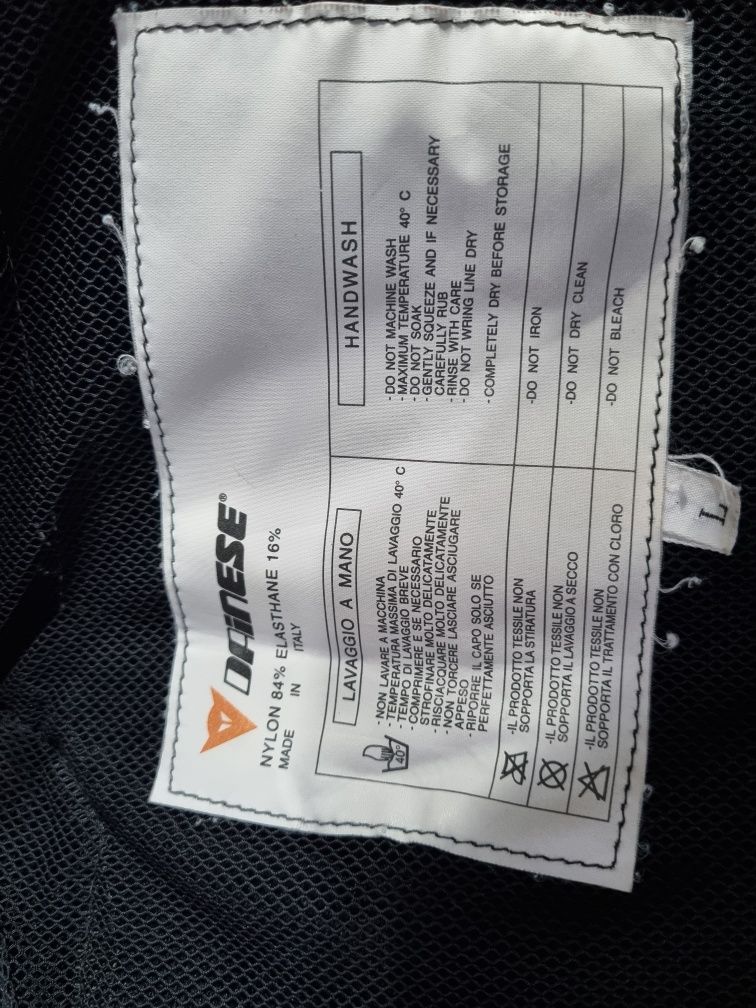 DAINESE®
NYLON 84% ELASTHANE 16%
MADE IN ITALY
LAVAGGIO A MANO
40°
-NON LAVARE A MACCHINA
-TEMPERATURA MASSIMA DI LAVAGGIO 40° C
-TEMPO DI LAVAGGIO BREVE
-COMPRIMERE E SE NECESSARIO
STROFINARE MOLTO DELICATAMENTE
-RISCIACQUARE MOLTO DELICATAMENTE
-NON TORCERE LASCIARE ASCIUGARE
APPESO
-RIPORRE IL CAPO SOLO SE
PERFETTAMENTE ASCIUTTO
-IL PRODOTTO TESSILE NON
SOPPORTA LA STIRATURA
-IL PRODOTTO TESSILE NON
SOPPORTA IL LAVAGGIO A SECCO
-IL PRODOTTO TESSILE NON
SOPPORTA IL TRATTAMENTO CON CLORO
HANDWASH
-DO NOT MACHINE WASH
-MAXIMUM TEMPERATURE 40° C
-DO NOT SOAK
-GENTLY SQUEEZE AND IF NECESSARY
CAREFULLY RUB
-RINSE WITH CARE
-DO NOT WRING LINE DRY
-COMPLETELY DRY BEFORE STORAGE
-DO NOT IRON
-DO NOT DRY CLEAN
-DO NOT BLEACH
L